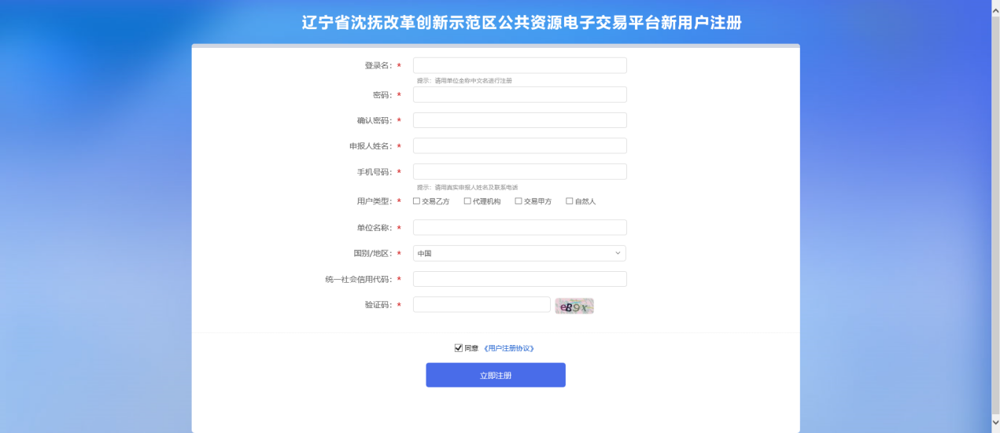 辽宁省沈抚改革创新示范区公共资源电子交易平台新用户注册
登录名：*
提示：请用单位全称中文名进行注册
密码：*
确认密码：*
申报人姓名：*
手机号码：*
提示：请用真实申报人姓名及联系电话
用户类型：* 交易乙方 代理机构 交易甲方 自然人
单位名称：*
国别/地区：* 中国
统一社会信用代码：*
验证码：* eB9x
同意 《用户注册协议》
立即注册